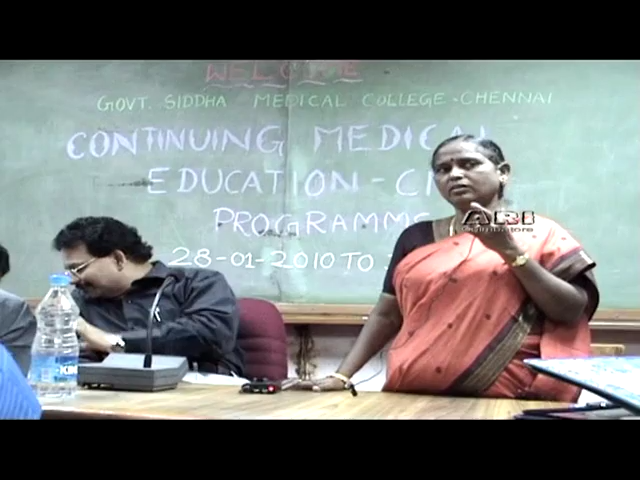 WELCOME
GOVT. SIDDHA MEDICAL COLLEGE - CHENNAI
CONTINUING MEDICAL
EDUCATION - C
PROGRAMME
28-01-2010 TO
ARI